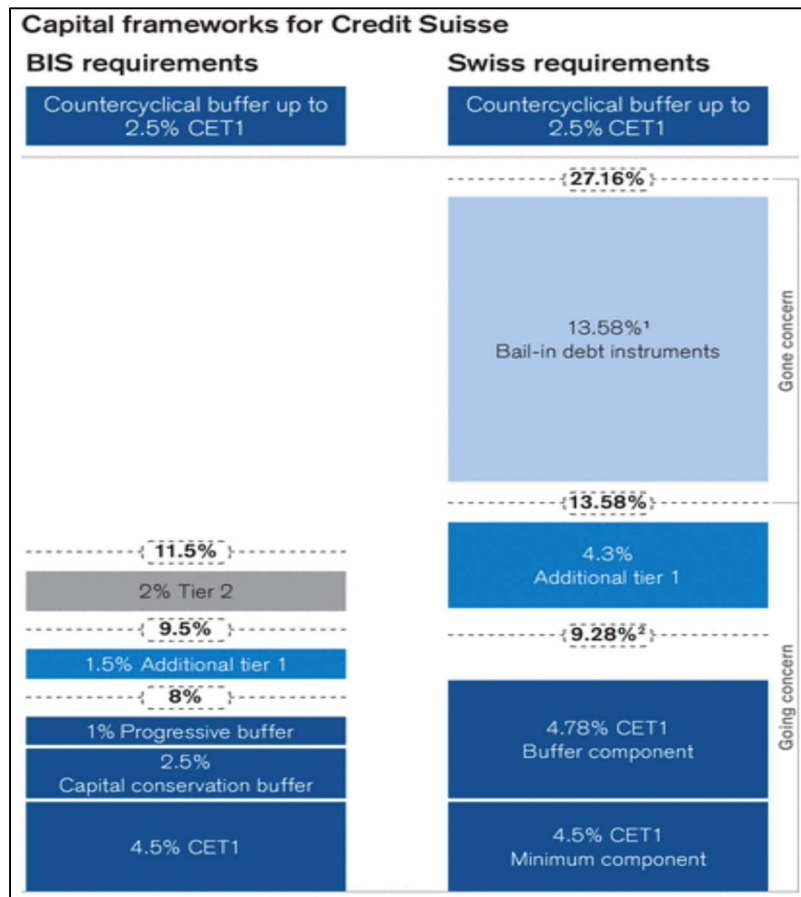 Capital frameworks for Credit Suisse
BIS requirements
Countercyclical buffer up to
2.5% CET1
11.5%
2% Tier 2
9.5%
1.5% Additional tier 1
8%
1% Progressive buffer
2.5%
Capital conservation buffer
4.5% CET1
Swiss requirements
Countercyclical buffer up to
2.5% CET1
27.16%
13.58%¹
Bail-in debt instruments
Gone concern
13.58%
4.3%
Additional tier 1
9.28%²
4.78% CET1
Buffer component
4.5% CET1
Minimum component
Going concern